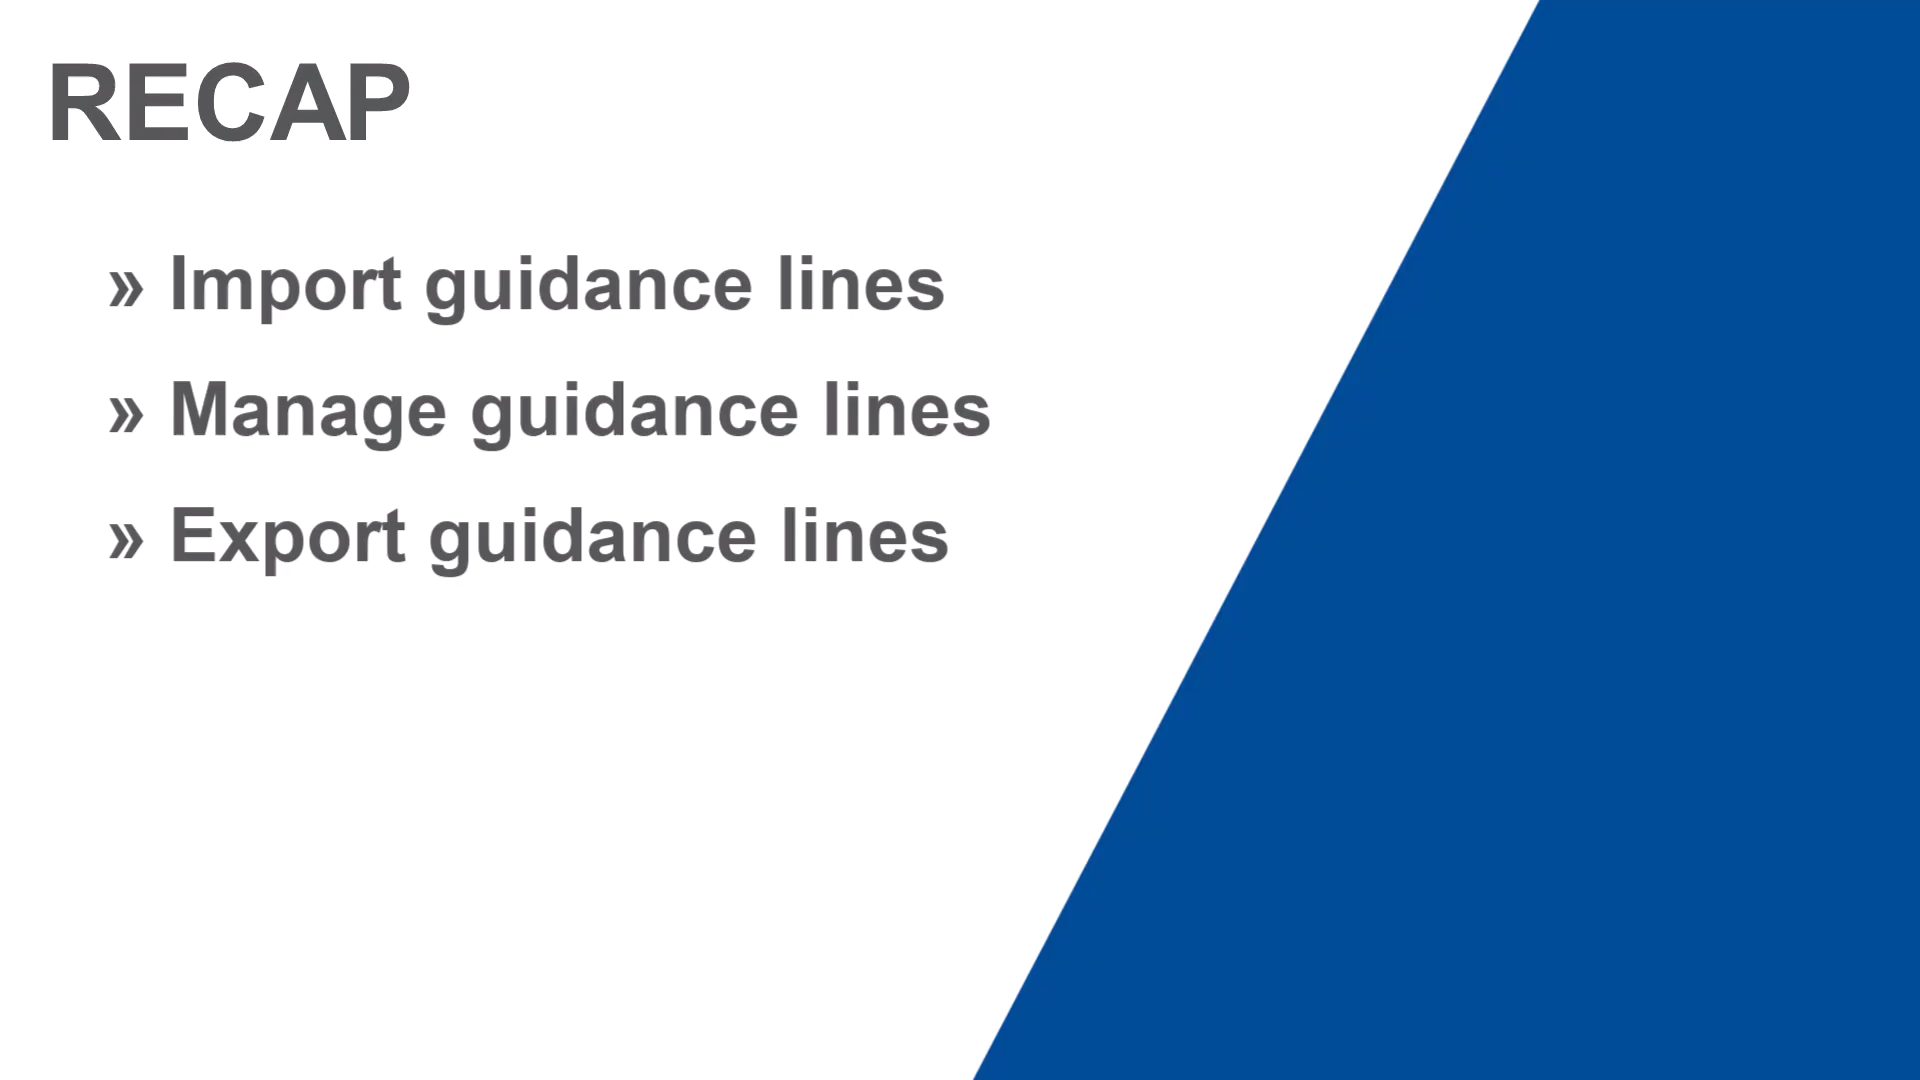 RECAP
» Import guidance lines
» Manage guidance lines
» Export guidance lines